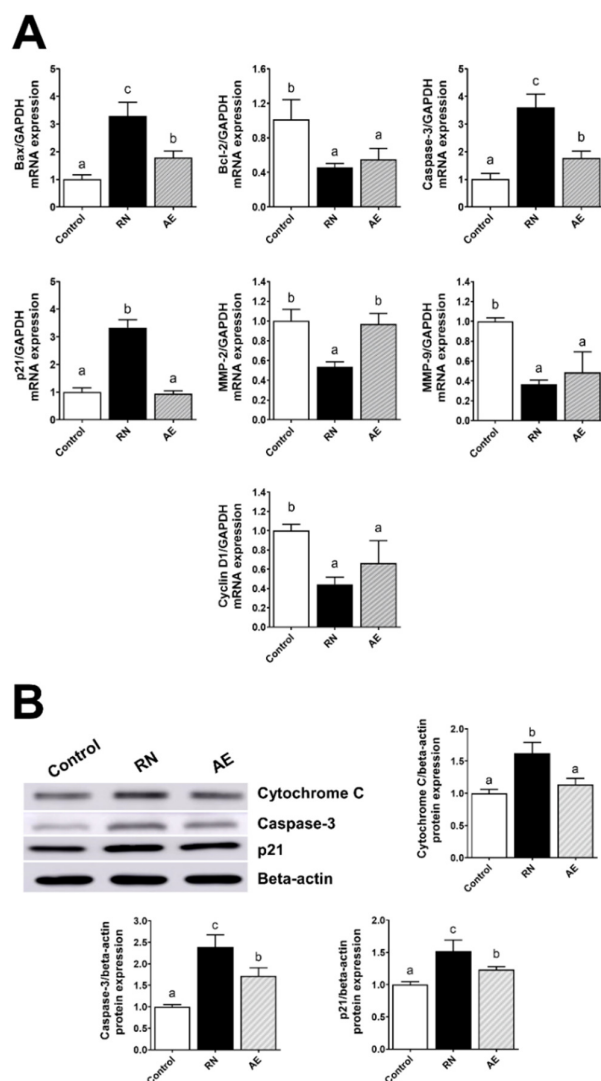 A
Bax/GAPDH
mRNA expression
5
4
3
2
1
0
a
c
b
Control
RN
AE
Bcl-2/GAPDH
mRNA expression
1.6
1.2
0.8
0.4
0.0
b
a
a
Control
RN
AE
Caspase-3/GAPDH
mRNA expression
5
4
3
2
1
0
a
c
b
Control
RN
AE
p21/GAPDH
mRNA expression
5
4
3
2
1
0
a
b
a
Control
RN
AE
MMP-2/GAPDH
mRNA expression
1.4
1.2
1.0
0.8
0.6
0.4
0.2
0.0
b
a
b
Control
RN
AE
MMP-9/GAPDH
mRNA expression
1.4
1.2
1.0
0.8
0.6
0.4
0.2
0.0
b
a
a
Control
RN
AE
Cyclin D1/GAPDH
mRNA expression
1.4
1.2
1.0
0.8
0.6
0.4
0.2
0.0
b
a
a
Control
RN
AE
B
Control
RN
AE
Cytochrome C
Caspase-3
p21
Beta-actin
Cytochrome C/beta-actin
protein expression
2.0
1.5
1.0
0.5
0.0
a
b
a
Control
RN
AE
Caspase-3/beta-actin
protein expression
3.0
2.5
2.0
1.5
1.0
0.5
0.0
a
c
b
Control
RN
AE
p21/beta-actin
protein expression
2.0
1.5
1.0
0.5
0.0
a
c
b
Control
RN
AE